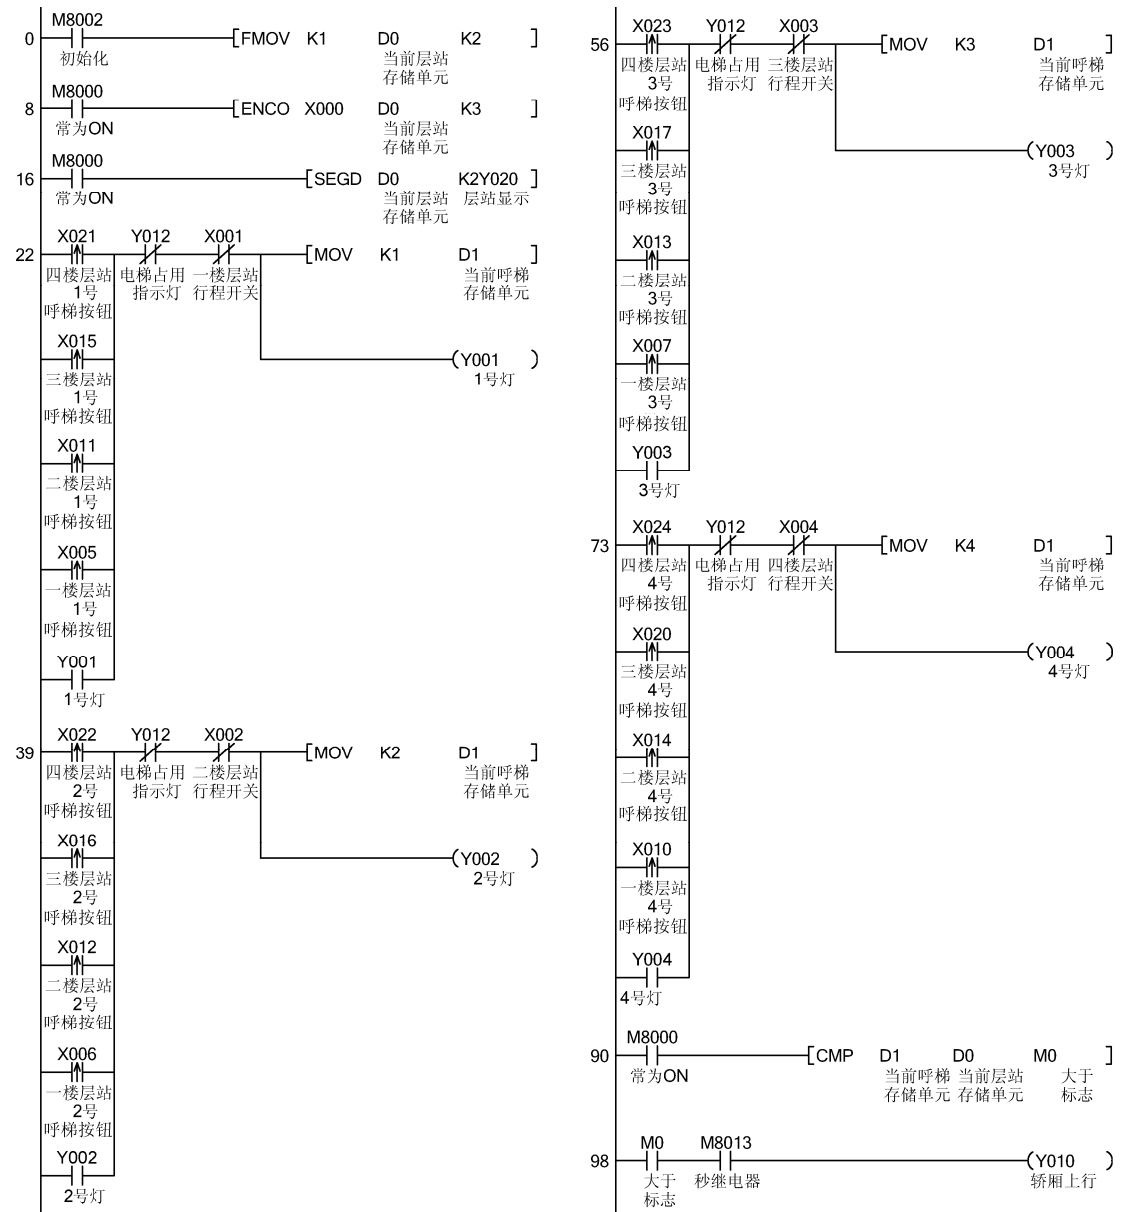 M8002
0 [FMOV K1 D0 K2 ]
初始化 当前层站
存储单元
M8000
8 [ENCO X000 D0 K3 ]
常为ON 当前层站
存储单元
M8000
16 [SEGD D0 K2Y020 ]
常为ON 当前层站 层站显示
存储单元
X021 Y012 X001
22 [MOV K1 D1 ]
四楼层站 电梯占用 一楼层站 当前呼梯
1号 指示灯 行程开关 存储单元
呼梯按钮
X015
(Y001 )
三楼层站 1号灯
1号
呼梯按钮
X011
二楼层站
1号
呼梯按钮
X005
一楼层站
1号
呼梯按钮
Y001
1号灯
X022 Y012 X002
39 [MOV K2 D1 ]
四楼层站 电梯占用 二楼层站 当前呼梯
2号 指示灯 行程开关 存储单元
呼梯按钮
X016
(Y002 )
三楼层站 2号灯
2号
呼梯按钮
X012
二楼层站
2号
呼梯按钮
X006
一楼层站
2号
呼梯按钮
Y002
2号灯
X023 Y012 X003
56 [MOV K3 D1 ]
四楼层站 电梯占用 三楼层站 当前呼梯
3号 指示灯 行程开关 存储单元
呼梯按钮
X017
(Y003 )
三楼层站 3号灯
3号
呼梯按钮
X013
二楼层站
3号
呼梯按钮
X007
一楼层站
3号
呼梯按钮
Y003
3号灯
X024 Y012 X004
73 [MOV K4 D1 ]
四楼层站 电梯占用 四楼层站 当前呼梯
4号 指示灯 行程开关 存储单元
呼梯按钮
X020
(Y004 )
三楼层站 4号灯
4号
呼梯按钮
X014
二楼层站
4号
呼梯按钮
X010
一楼层站
4号
呼梯按钮
Y004
4号灯
M8000
90 [CMP D1 D0 M0 ]
常为ON 当前呼梯 当前层站 大于
存储单元 存储单元 标志
M0 M8013
98 (Y010 )
大于 秒继电器 轿厢上行
标志